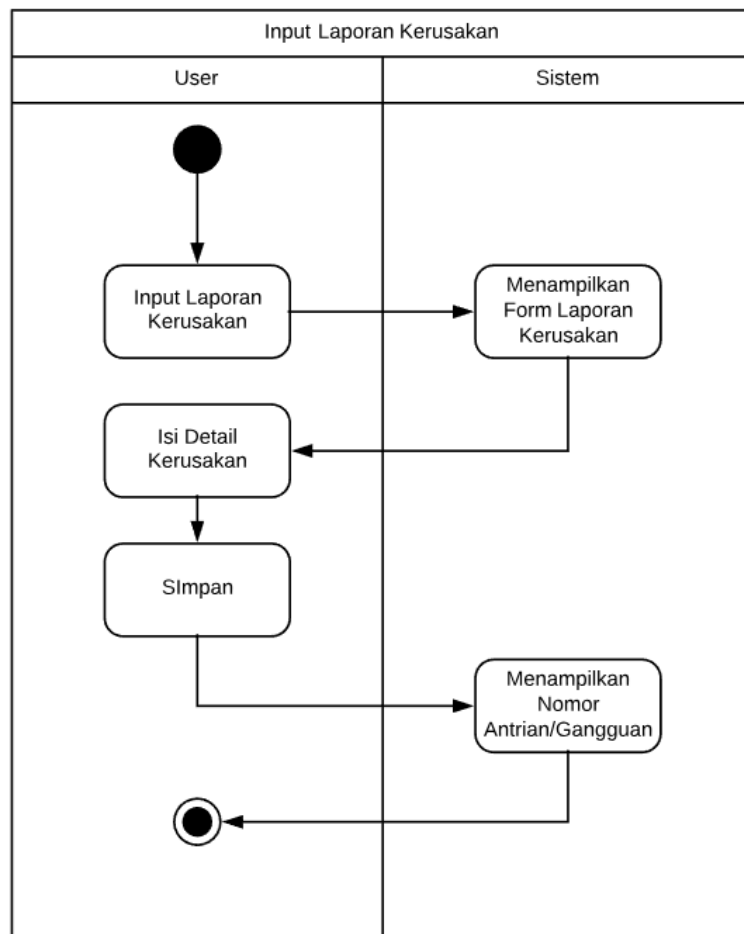 Input Laporan Kerusakan
User
Sistem
Input Laporan
Kerusakan
Menampilkan
Form Laporan
Kerusakan
Isi Detail
Kerusakan
SImpan
Menampilkan
Nomor
Antrian/Gangguan